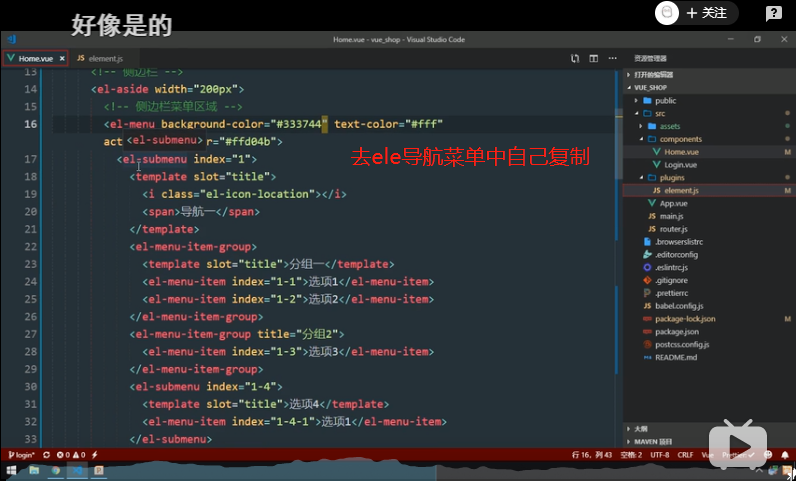 好像是的
+ 关注
?
Home.vue - vue_shop - Visual Studio Code
Home.vue ×
JS element.js
资源管理器
13 <!-- 侧边栏 -->
14 <el-aside width="200px">
15 <!-- 侧边栏菜单区域 -->
16 <el-menu background-color="#333744" text-color="#fff"
act <el-submenu> r="#ffd04b">
17 <el-submenu index="1">
18 <template slot="title">
19 <i class="el-icon-location"></i>
20 <span>导航一</span>
21 </template>
22 <el-menu-item-group>
23 <template slot="title">分组一</template>
24 <el-menu-item index="1-1">选项1</el-menu-item>
25 <el-menu-item index="1-2">选项2</el-menu-item>
26 </el-menu-item-group>
27 <el-menu-item-group title="分组2">
28 <el-menu-item index="1-3">选项3</el-menu-item>
29 </el-menu-item-group>
30 <el-submenu index="1-4">
31 <template slot="title">选项4</template>
32 <el-menu-item index="1-4-1">选项1</el-menu-item>
33 </el-submenu>
去ele导航菜单中自己复制
打开的编辑器
VUE_SHOP
public
src
assets
components
Home.vue M
Login.vue
plugins
JS element.js M
App.vue
JS main.js
JS router.js
.browserslistrc
.editorconfig
.eslintrc.js
.gitignore
.prettierrc
babel.config.js
package-lock.json M
package.json
postcss.config.js
README.md
大纲
MAVEN 项目
login* 0 0 行 16，列 43 空格: 2 UTF-8 CRLF Vue Prettier